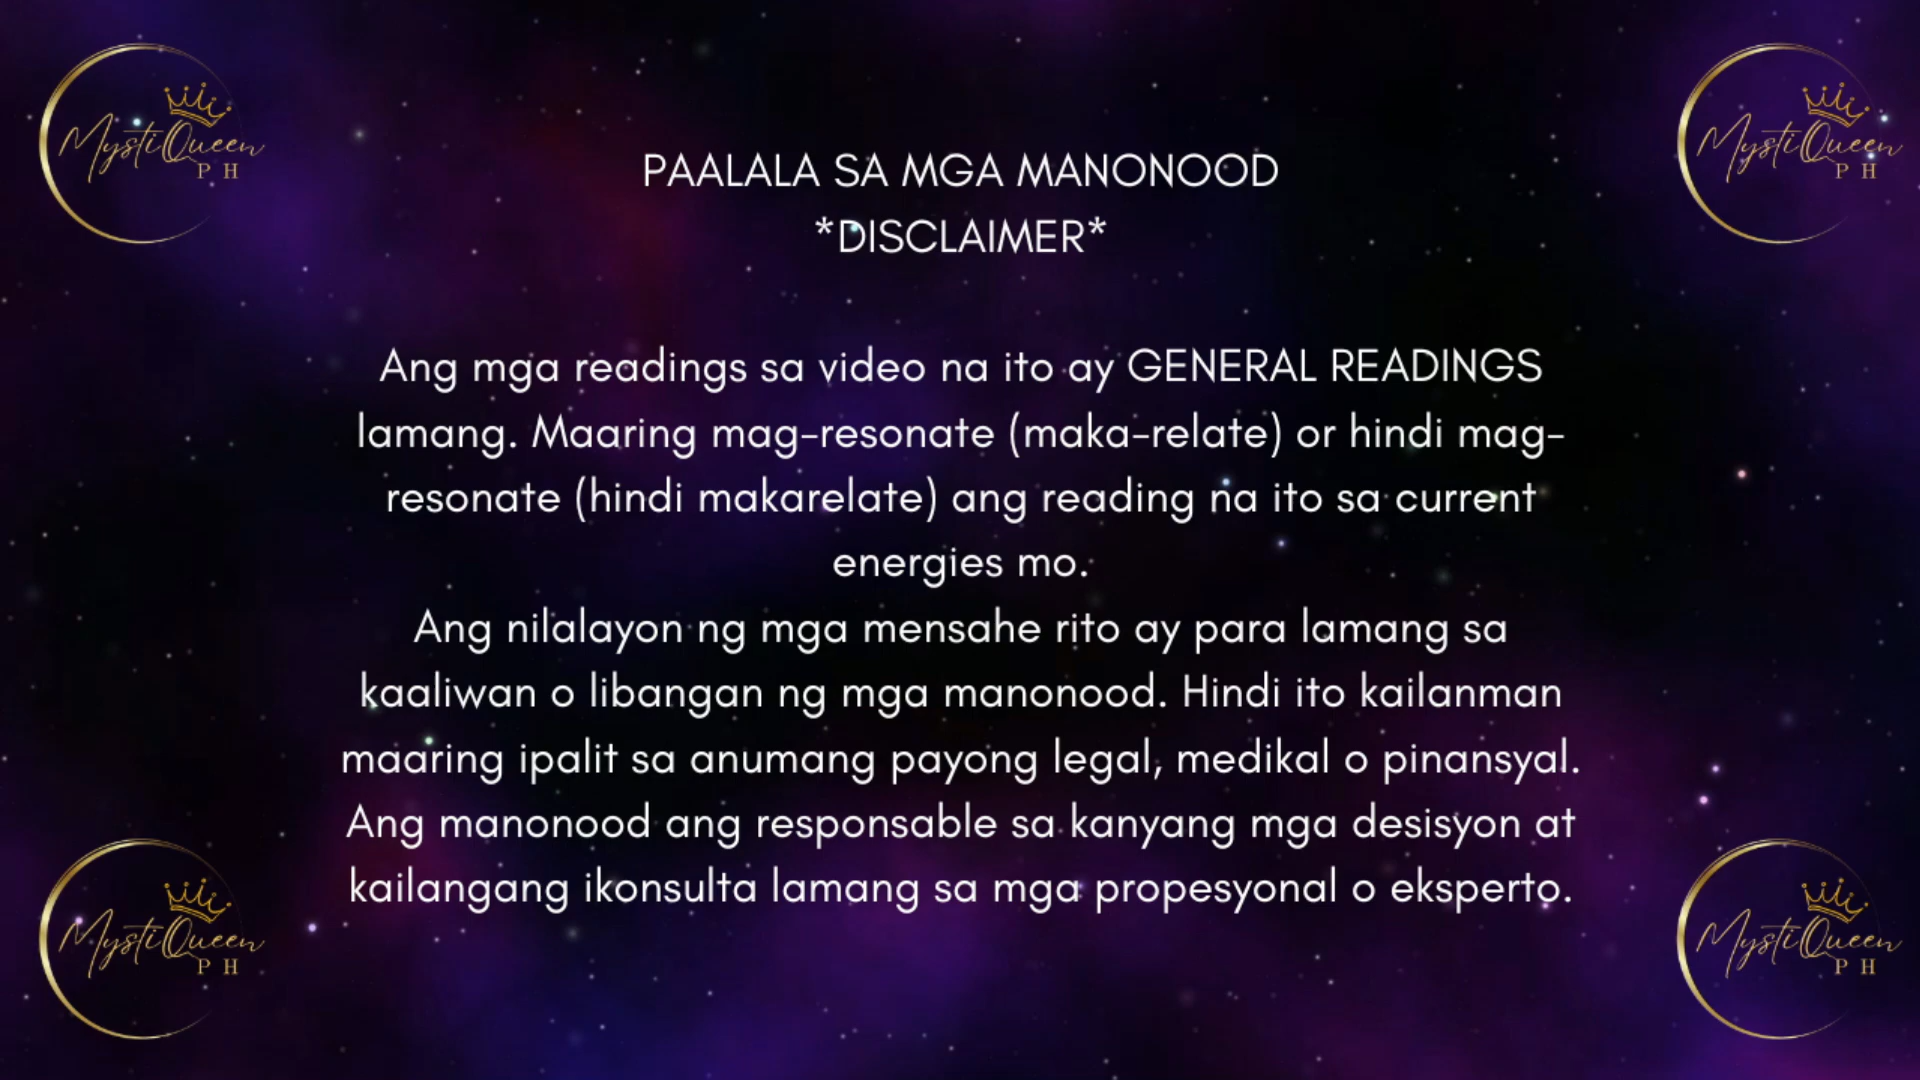 MystiQueen
PH
MystiQueen
PH
PAALALA SA MGA MANONOOD
*DISCLAIMER*
Ang mga readings sa video na ito ay GENERAL READINGS
lamang. Maaring mag-resonate (maka-relate) or hindi mag-
resonate (hindi makarelate) ang reading na ito sa current
energies mo.
Ang nilalayon ng mga mensahe rito ay para lamang sa
kaaliwan o libangan ng mga manonood. Hindi ito kailanman
maaring ipalit sa anumang payong legal, medikal o pinansyal.
Ang manonood ang responsable sa kanyang mga desisyon at
kailangang ikonsulta lamang sa mga propesyonal o eksperto.
MystiQueen
PH
MystiQueen
PH